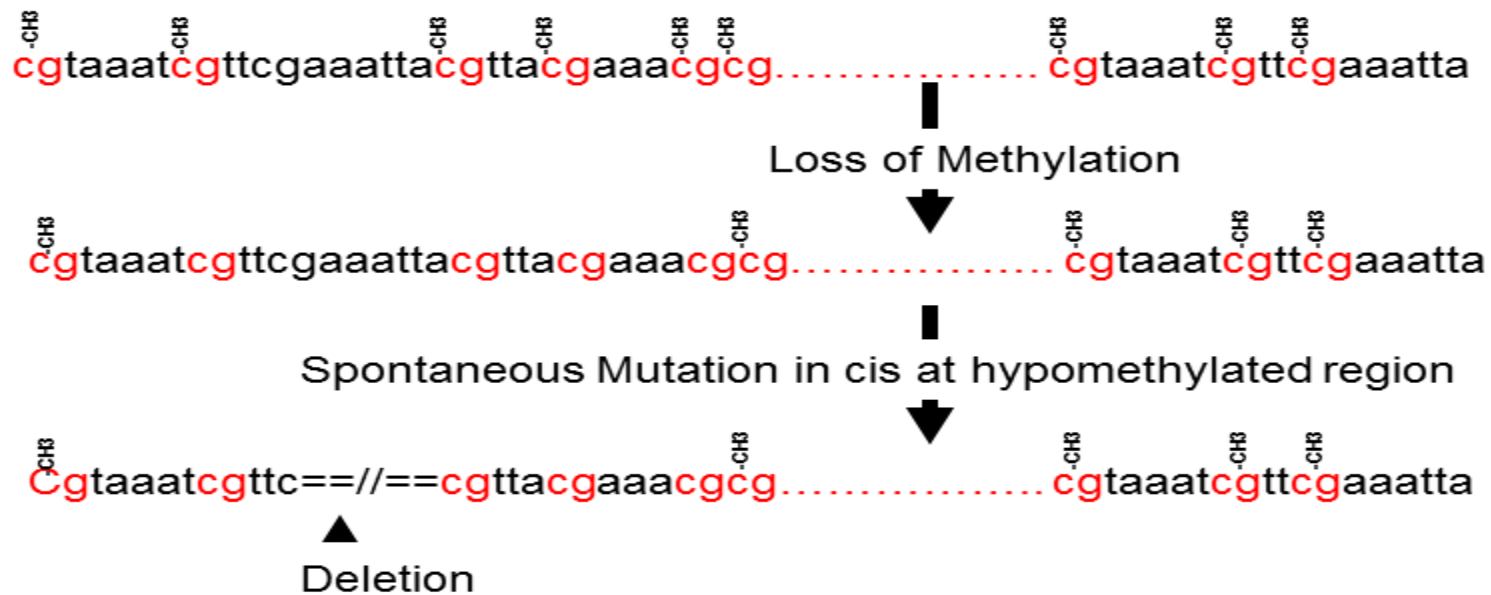 -CH3 -CH3 -CH3 -CH3 -CH3 -CH3 -CH3 -CH3 -CH3
cgtaaatcgttcgaaattacgttacgaaacgcg.................cgtaaatcgttcgaaatta
Loss of Methylation
-CH3 -CH3 -CH3 -CH3 -CH3
cgtaaatcgttcgaaattacgttacgaaacgcg.................cgtaaatcgttcgaaatta
Spontaneous Mutation in cis at hypomethylated region
-CH3 -CH3 -CH3 -CH3 -CH3
Cgtaaatcgttc==//==cgttacgaaacgcg.................cgtaaatcgttcgaaatta
Deletion